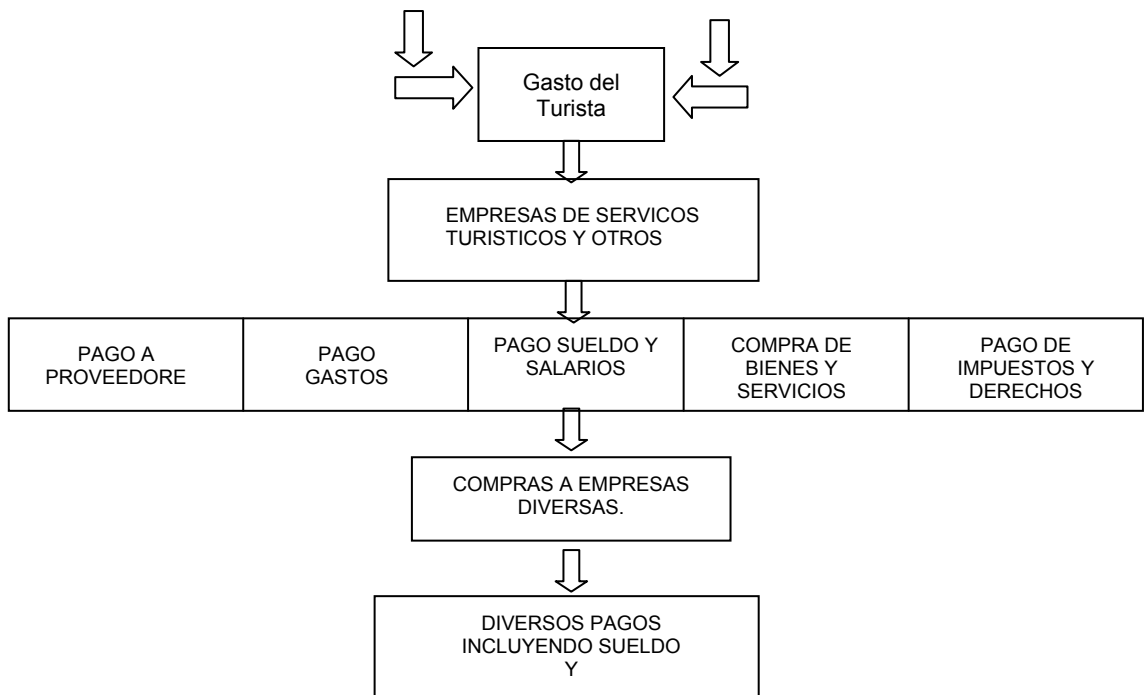 Gasto del
Turista
EMPRESAS DE SERVICOS
TURISTICOS Y OTROS
PAGO A
PROVEEDORE
PAGO
GASTOS
PAGO SUELDO Y
SALARIOS
COMPRA DE
BIENES Y
SERVICIOS
PAGO DE
IMPUESTOS Y
DERECHOS
COMPRAS A EMPRESAS
DIVERSAS.
DIVERSOS PAGOS
INCLUYENDO SUELDO
Y